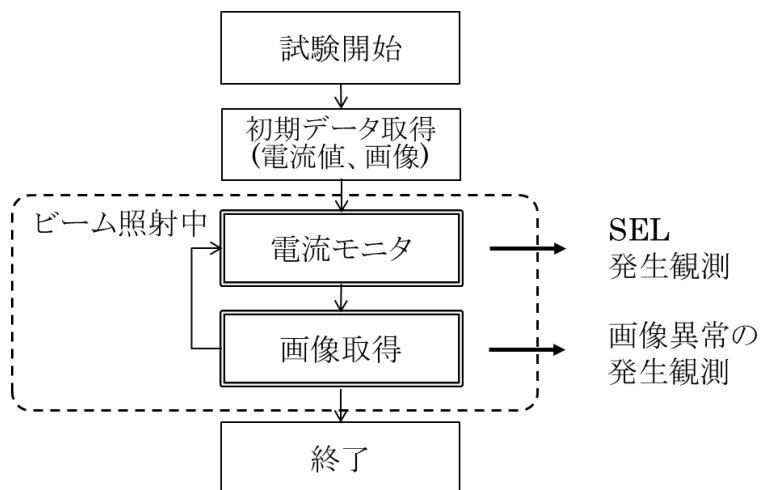 試験開始
初期データ取得
(電流値、画像)
ビーム照射中
電流モニタ
SEL
発生観測
画像取得
画像異常の
発生観測
終了